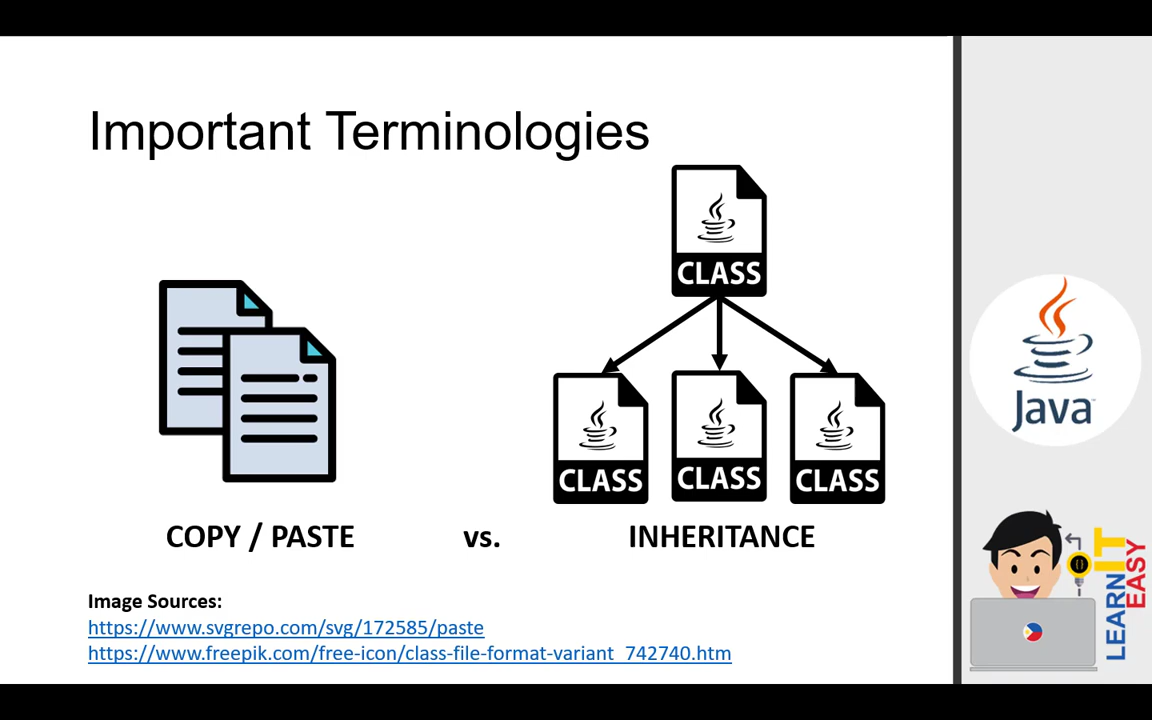 Important Terminologies
CLASS
CLASS
CLASS
CLASS
COPY / PASTE
vs.
INHERITANCE
Image Sources:
https://www.svgrepo.com/svg/172585/paste
https://www.freepik.com/free-icon/class-file-format-variant_742740.htm
Java™
LEARN IT EASY